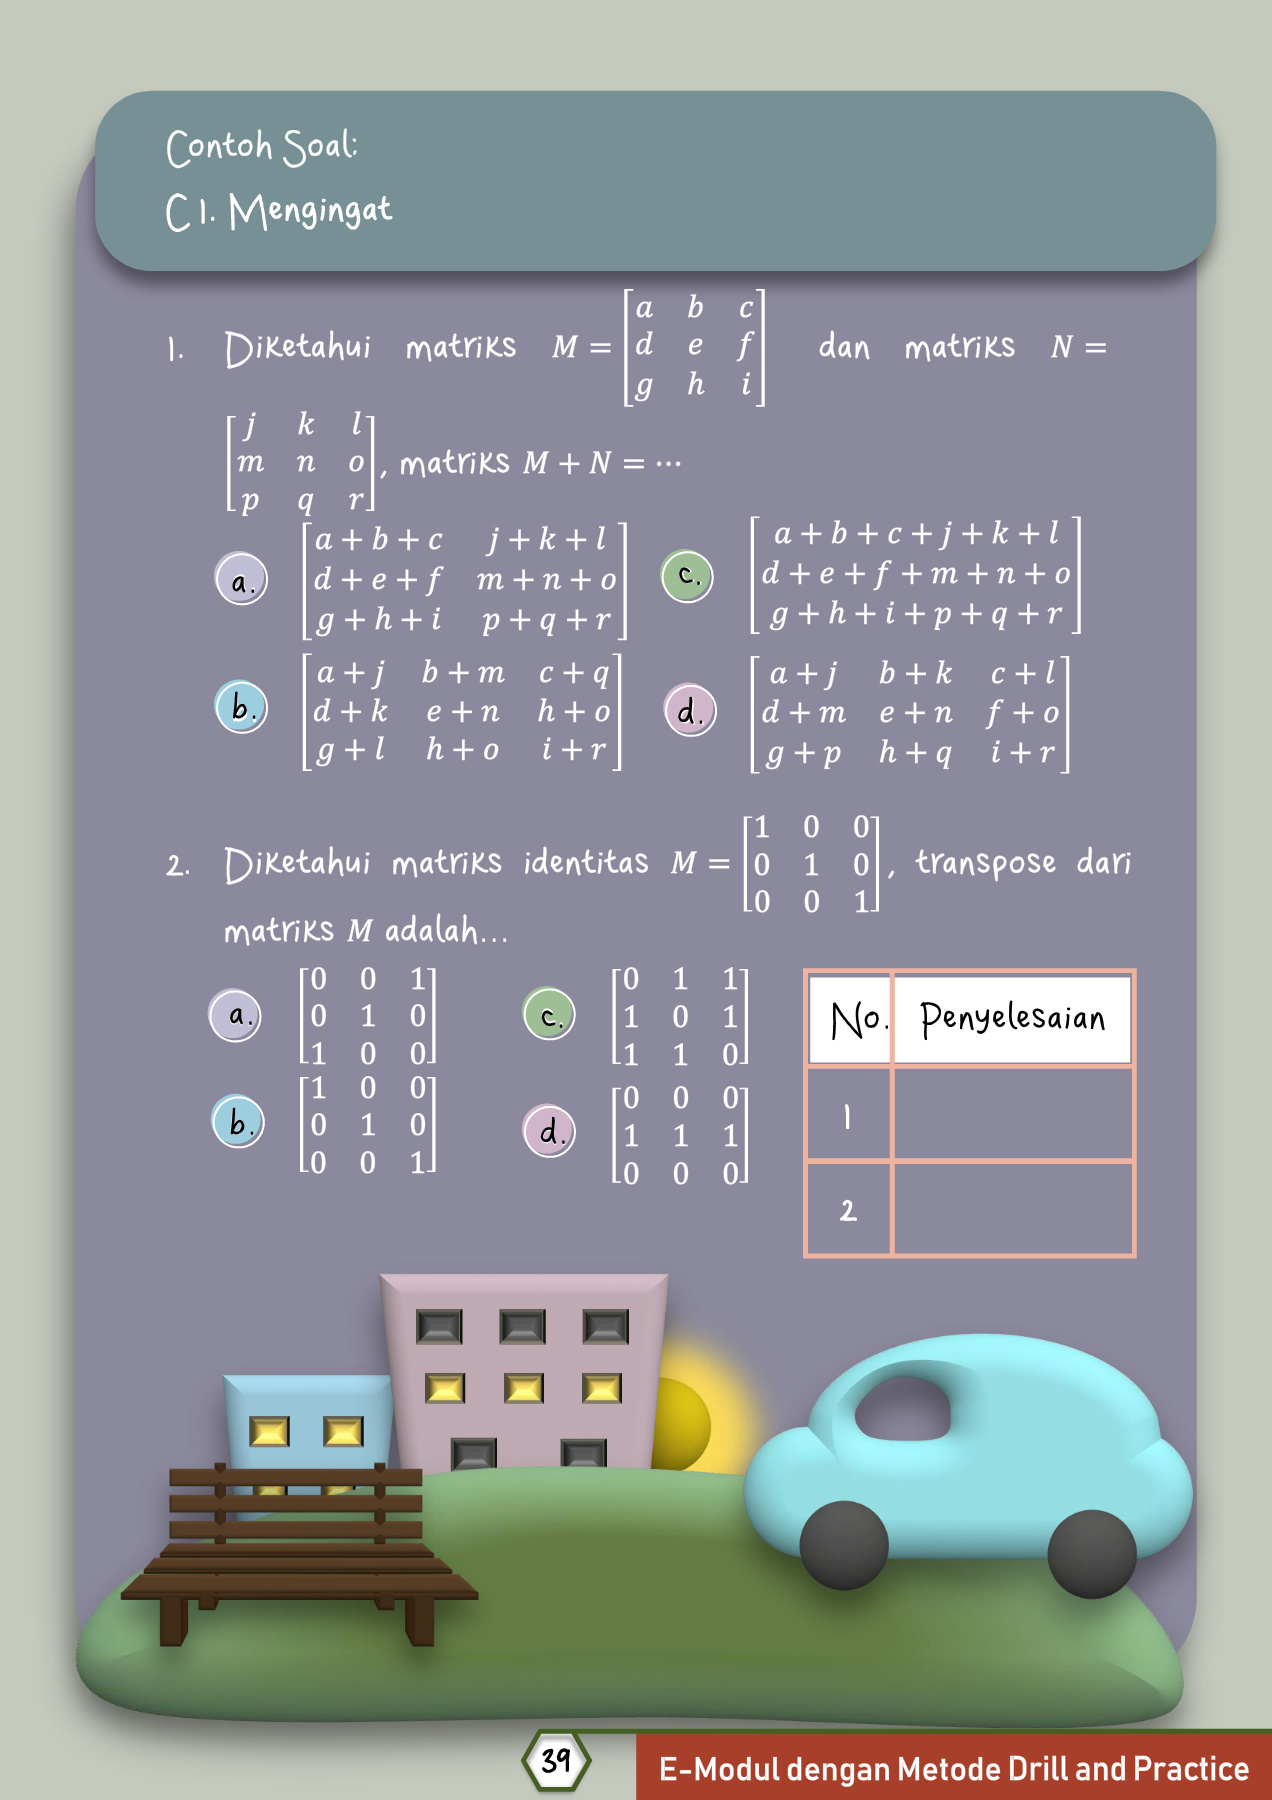 Contoh Soal:
C1. Mengingat
1. Diketahui matriks M = [a b c; d e f; g h i] dan matriks N =
[j k l; m n o; p q r], matriks M + N = ⋯
a. [a + b + c j + k + l; d + e + f m + n + o; g + h + i p + q + r]
c. [a + b + c + j + k + l; d + e + f + m + n + o; g + h + i + p + q + r]
b. [a + j b + m c + q; d + k e + n h + o; g + l h + o i + r]
d. [a + j b + k c + l; d + m e + n f + o; g + p h + q i + r]
2. Diketahui matriks identitas M = [1 0 0; 0 1 0; 0 0 1], transpose dari
matriks M adalah...
a. [0 0 1; 0 1 0; 1 0 0]
c. [0 1 1; 1 0 1; 1 1 0]
b. [1 0 0; 0 1 0; 0 0 1]
d. [0 0 0; 1 1 1; 0 0 0]
No. Penyelesaian
1
2
39
E-Modul dengan Metode Drill and Practice